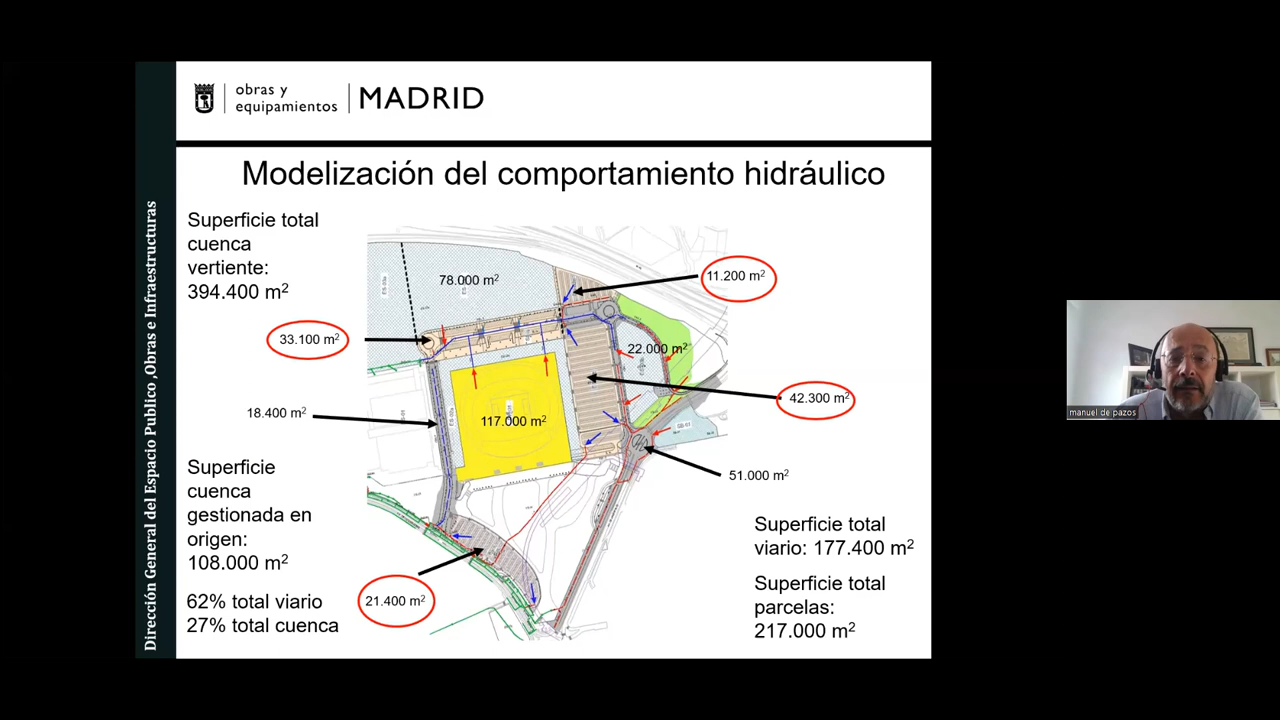 obras y
equipamientos
MADRID
Dirección General del Espacio Publico ,Obras e Infraestructuras
Modelización del comportamiento hidráulico
Superficie total
cuenca
vertiente:
394.400 m²
78.000 m²
11.200 m²
33.100 m²
22.000 m²
42.300 m²
18.400 m²
117.000 m²
51.000 m²
Superficie
cuenca
gestionada en
origen:
108.000 m²
62% total viario
27% total cuenca
21.400 m²
Superficie total
viario: 177.400 m²
Superficie total
parcelas:
217.000 m²
manuel de pazos